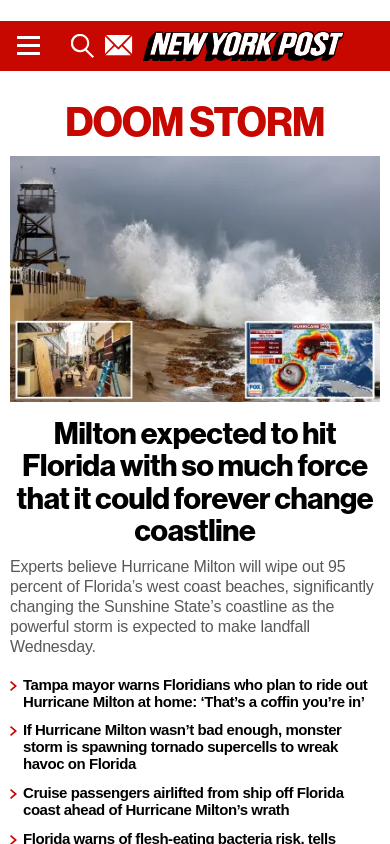 NEW YORK POST
DOOM STORM
Milton expected to hit
Florida with so much force
that it could forever change
coastline
Experts believe Hurricane Milton will wipe out 95
percent of Florida’s west coast beaches, significantly
changing the Sunshine State’s coastline as the
powerful storm is expected to make landfall
Wednesday.
Tampa mayor warns Floridians who plan to ride out
Hurricane Milton at home: ‘That’s a coffin you’re in’
If Hurricane Milton wasn’t bad enough, monster
storm is spawning tornado supercells to wreak
havoc on Florida
Cruise passengers airlifted from ship off Florida
coast ahead of Hurricane Milton’s wrath
Florida warns of flesh-eating bacteria risk, tells